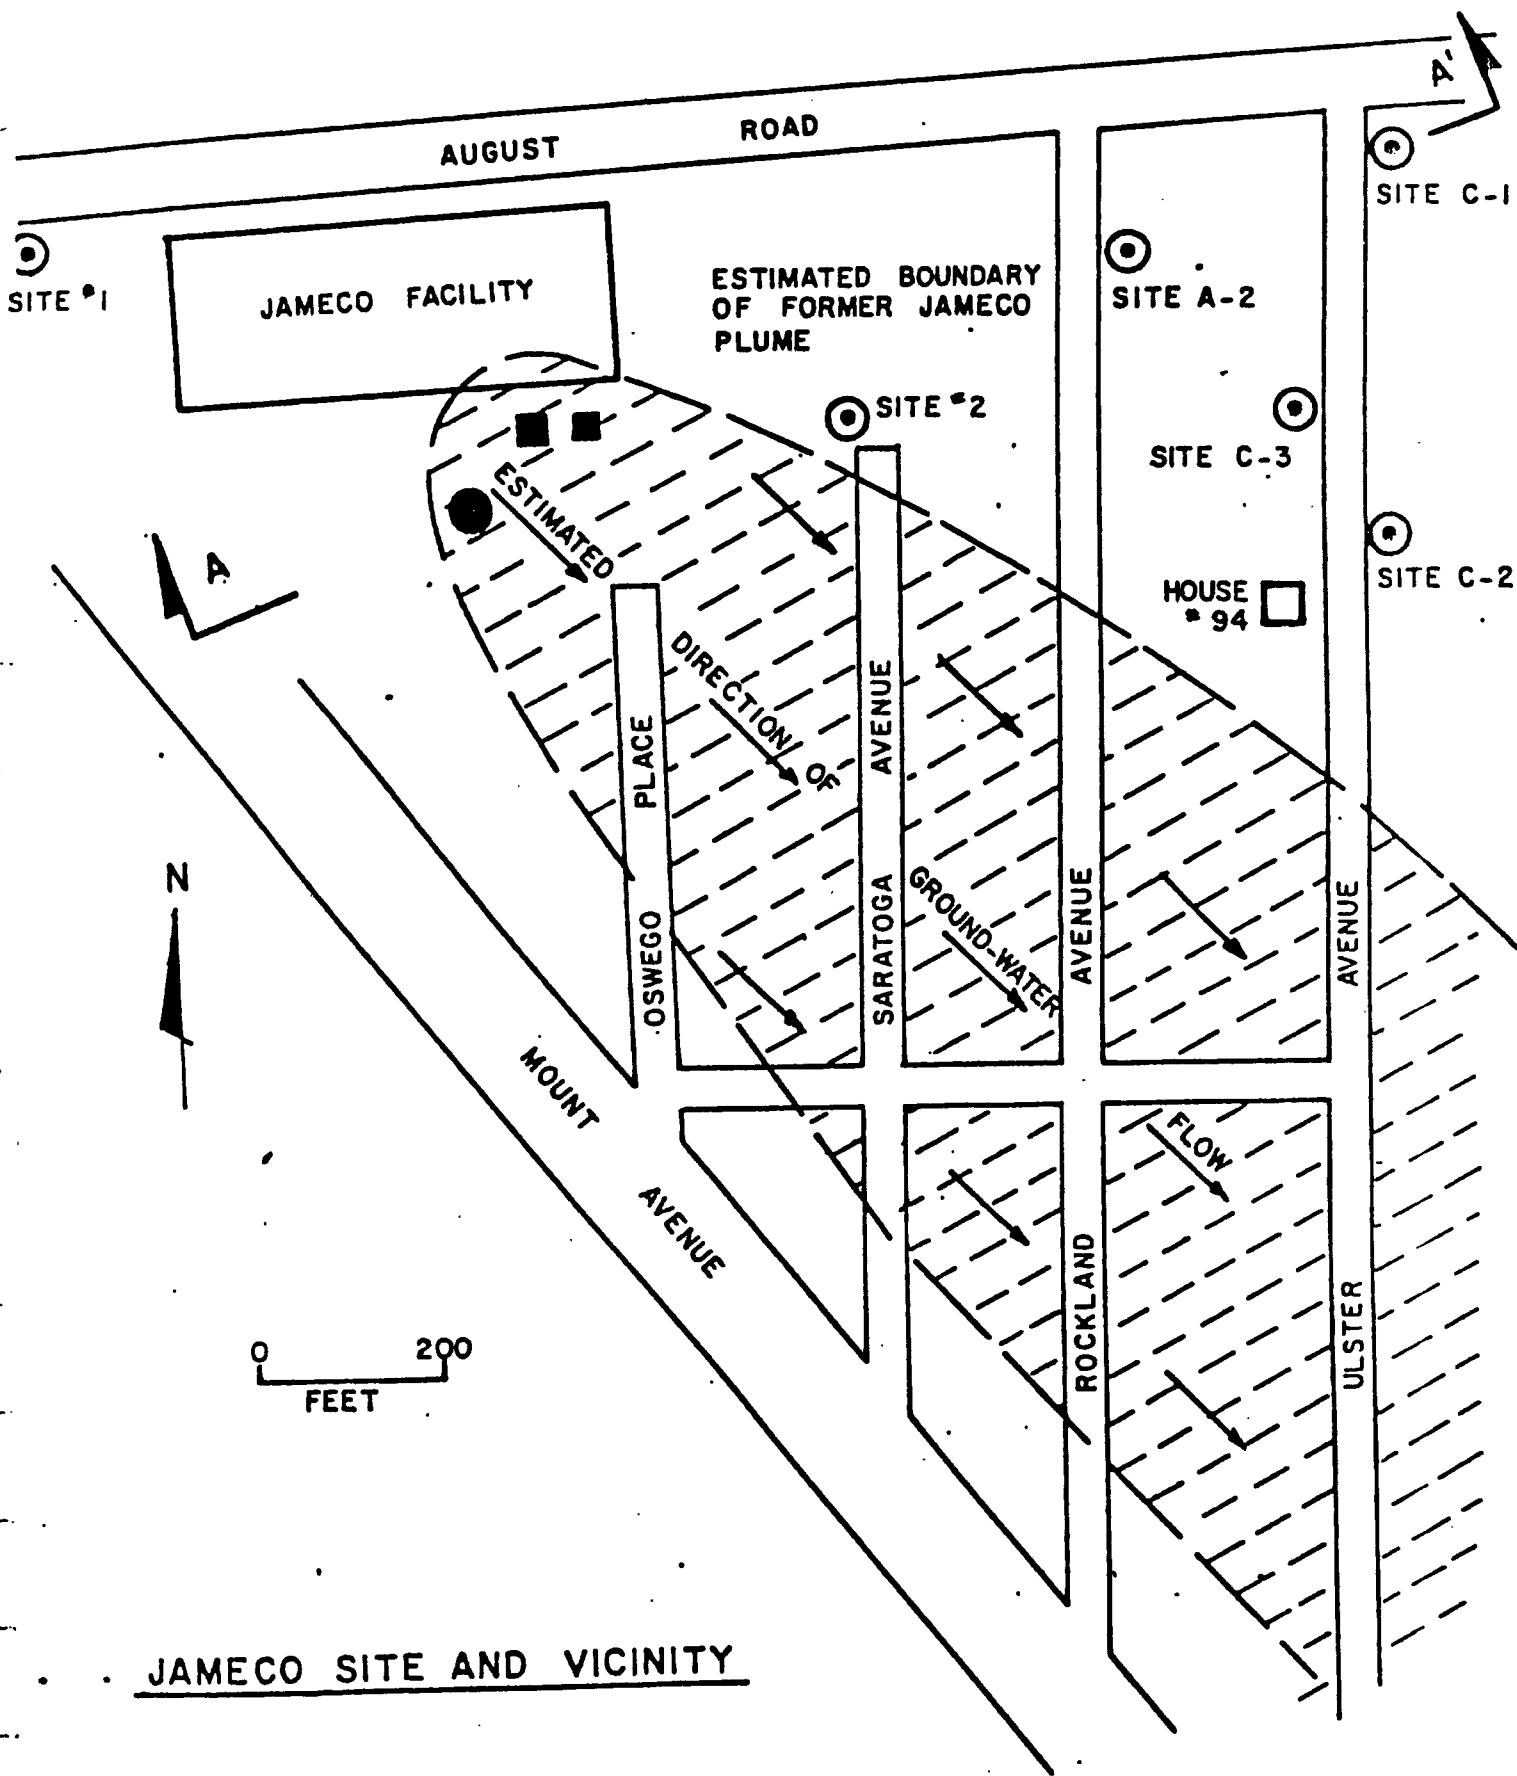 A'
AUGUST ROAD
SITE C-1
SITE #1
JAMECO FACILITY
ESTIMATED BOUNDARY
OF FORMER JAMECO
PLUME
SITE A-2
SITE #2
SITE C-3
ESTIMATED
A
SITE C-2
HOUSE
# 94
DIRECTION OF
OSWEGO PLACE
SARATOGA AVENUE
GROUND-WATER
ROCKLAND AVENUE
ULSTER AVENUE
N
MOUNT
AVENUE
FLOW
0 200
FEET
JAMECO SITE AND VICINITY